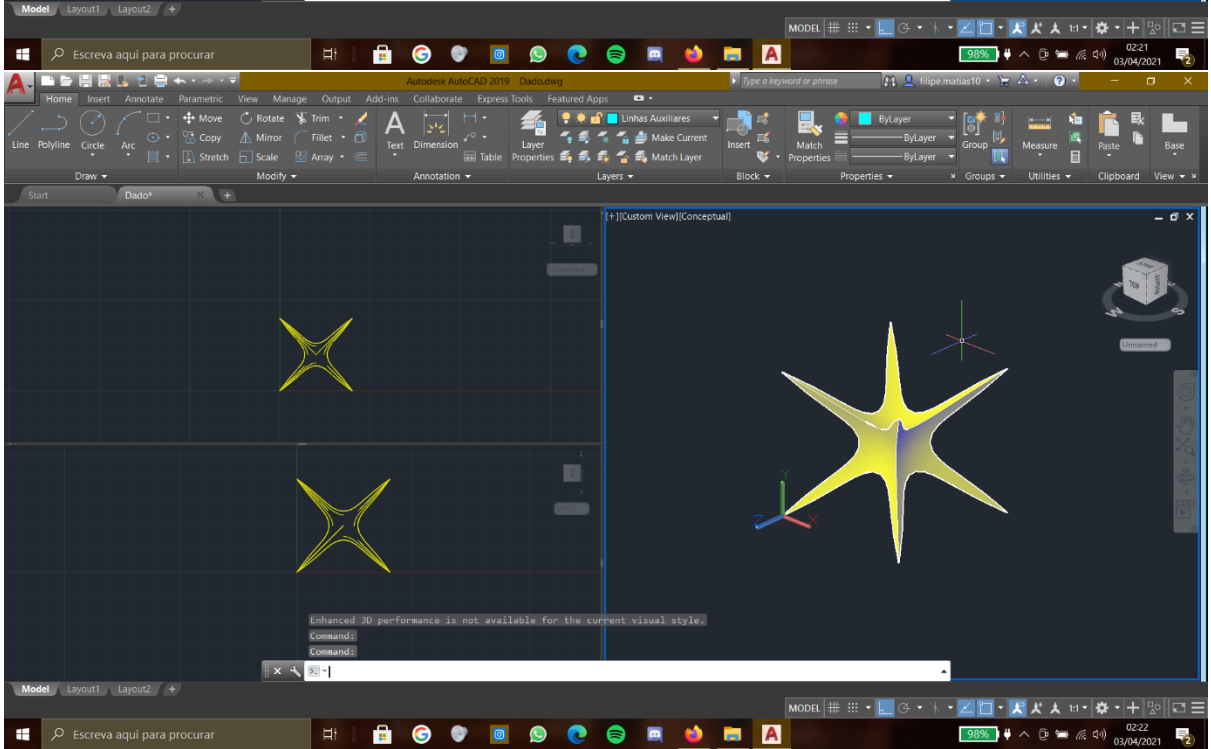 Model Layout1 Layout2 +
MODEL 1:1
Escreva aqui para procurar
98%
02:21
03/04/2021
2
A
Autodesk AutoCAD 2019 Dado.dwg
Type a keyword or phrase
filipe.matias10
Home Insert Annotate Parametric View Manage Output Add-ins Collaborate Express Tools Featured Apps
Line Polyline Circle Arc
Move Rotate Trim
Copy Mirror Fillet
Stretch Scale Array
Text Dimension Table
Layer Properties
Linhas Auxiliares
Make Current
Match Layer
Insert
Match Properties
ByLayer
ByLayer
ByLayer
Group Measure Paste Base
Draw Modify Annotation Layers Block Properties Groups Utilities Clipboard View
Start Dado* +
[+][Custom View][Conceptual]
TOP RIGHT
W S
Unnamed
Unnamed
WCS
Y
Z X
Enhanced 3D performance is not available for the current visual style.
Command:
Command:
Model Layout1 Layout2 +
MODEL 1:1
Escreva aqui para procurar
98%
02:22
03/04/2021
2